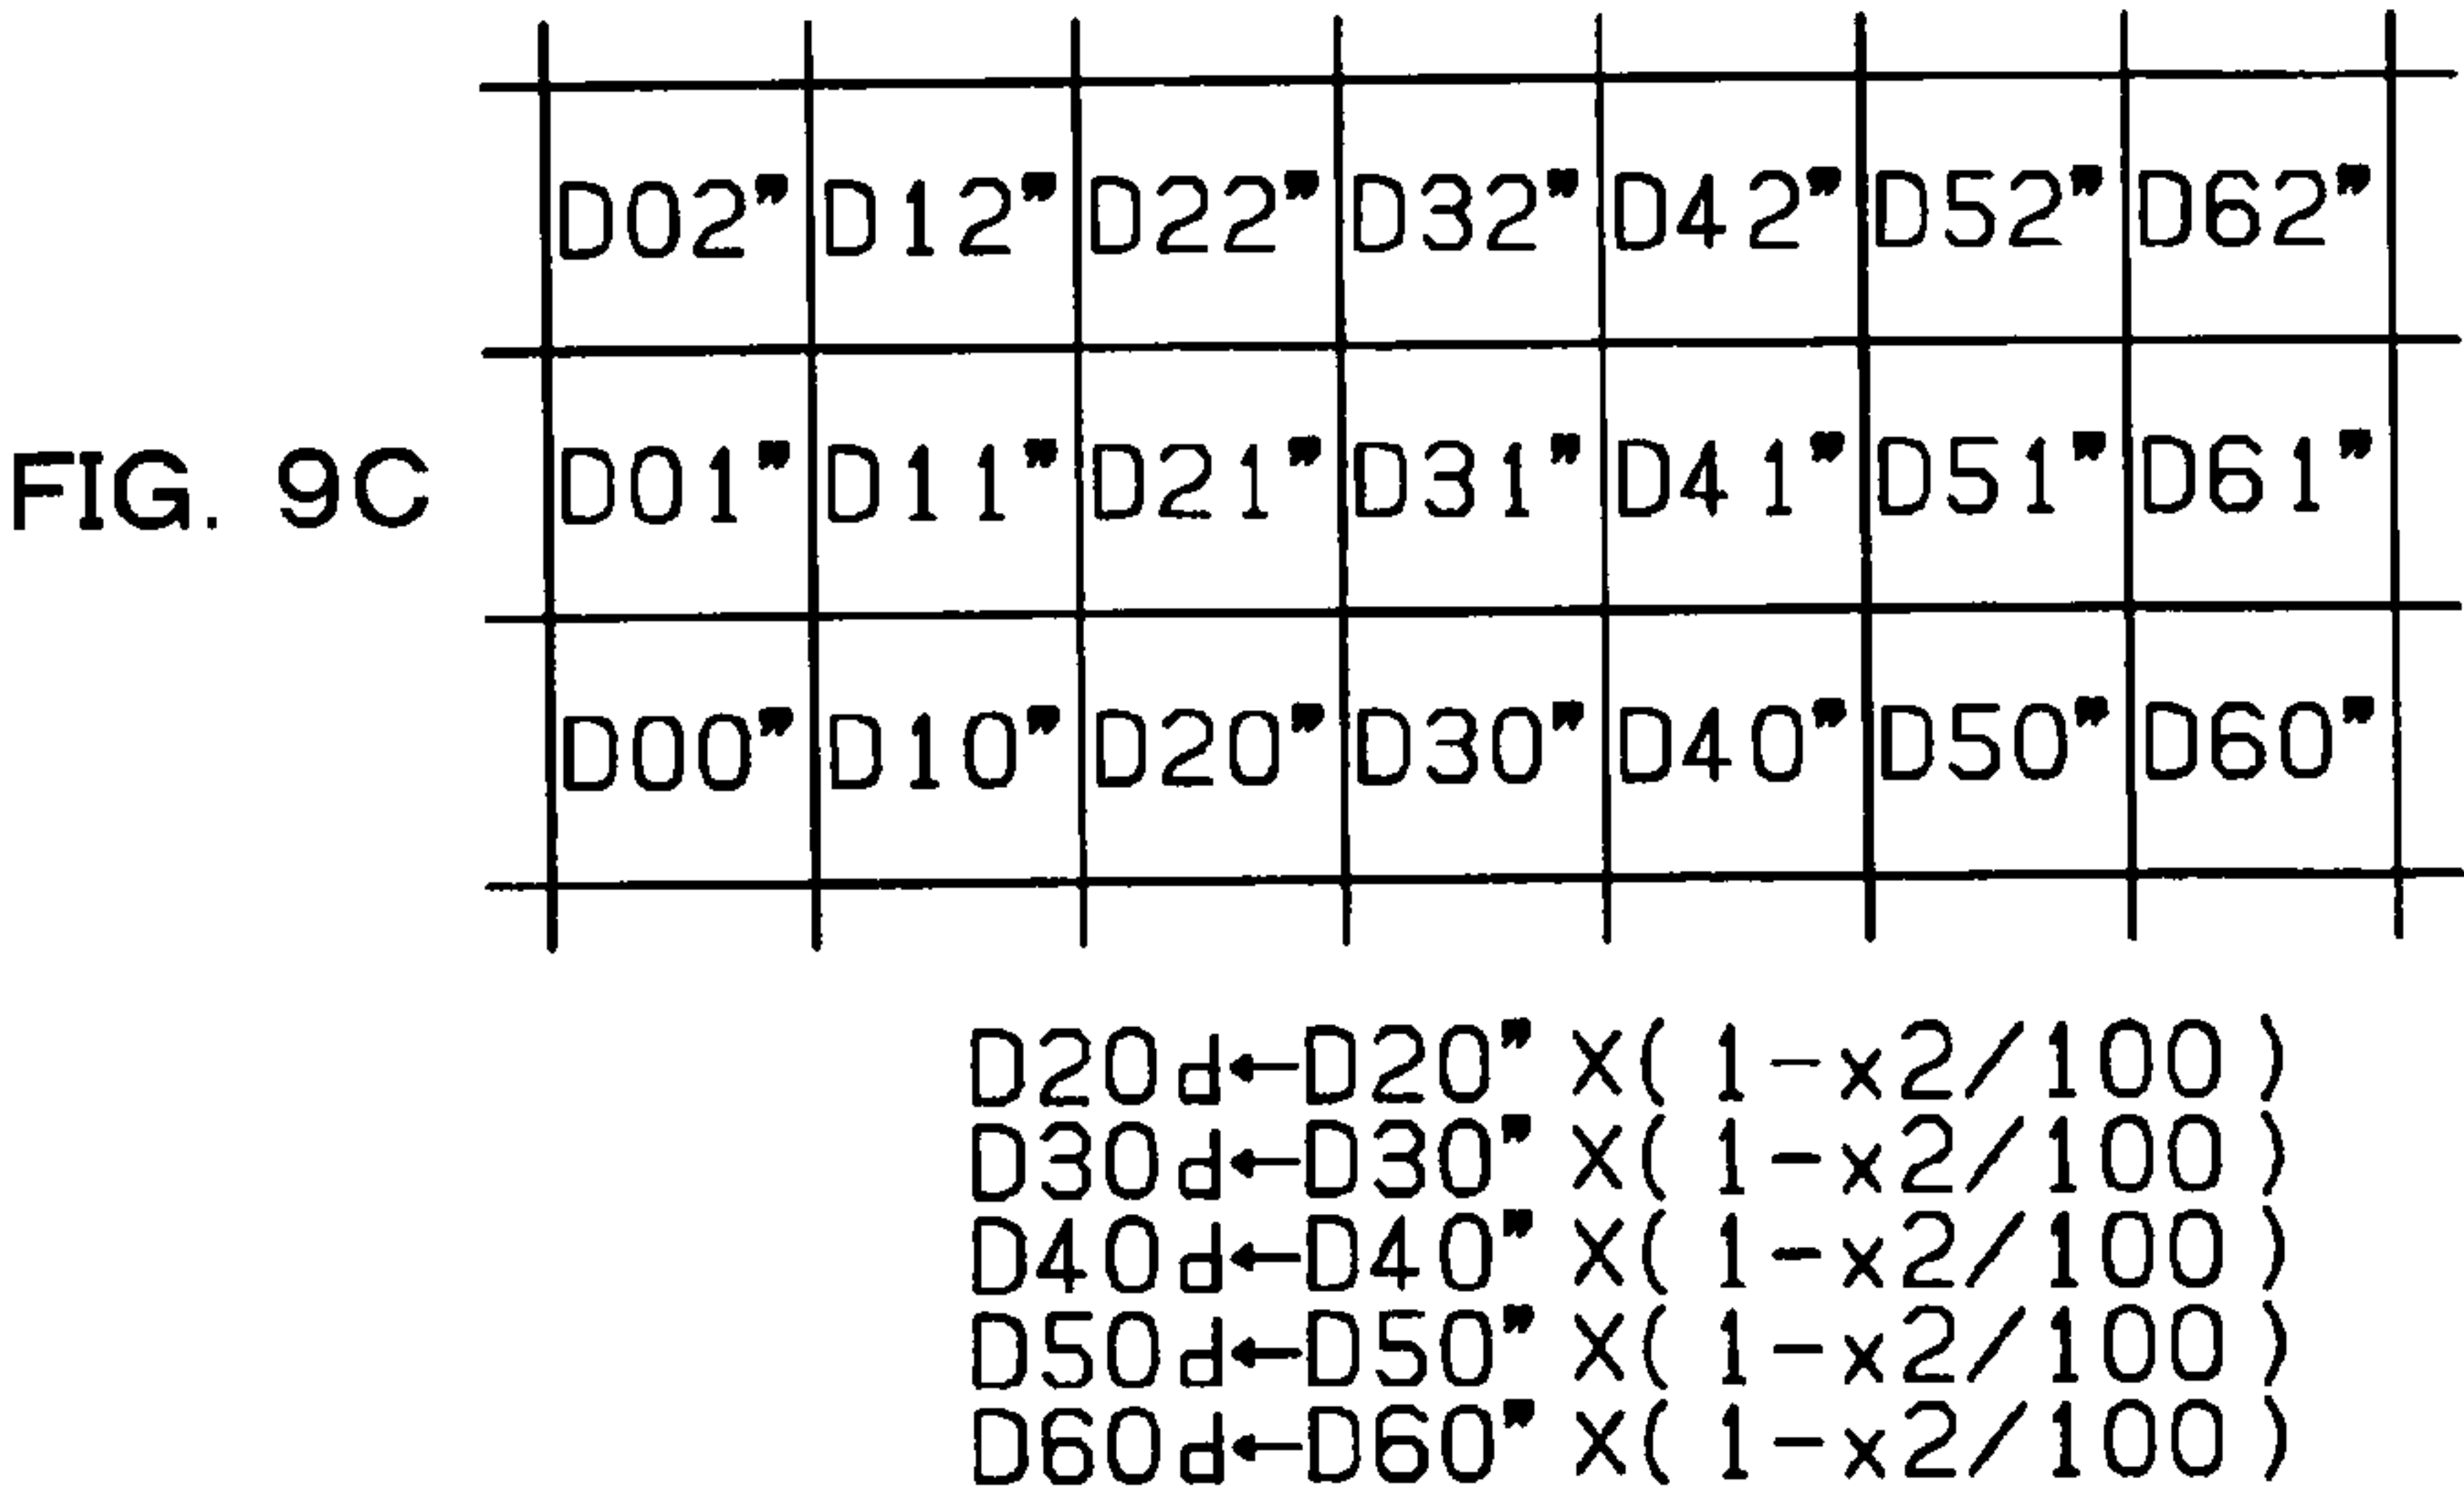 D02” D12” D22” D32” D42” D52” D62”
FIG. 9C
D01” D11” D21” D31” D41” D51” D61”
D00” D10” D20” D30” D40” D50” D60”
D20d←D20” X( 1-x2/100 )
D30d←D30” X( 1-x2/100 )
D40d←D40” X( 1-x2/100 )
D50d←D50” X( 1-x2/100 )
D60d←D60” X( 1-x2/100 )